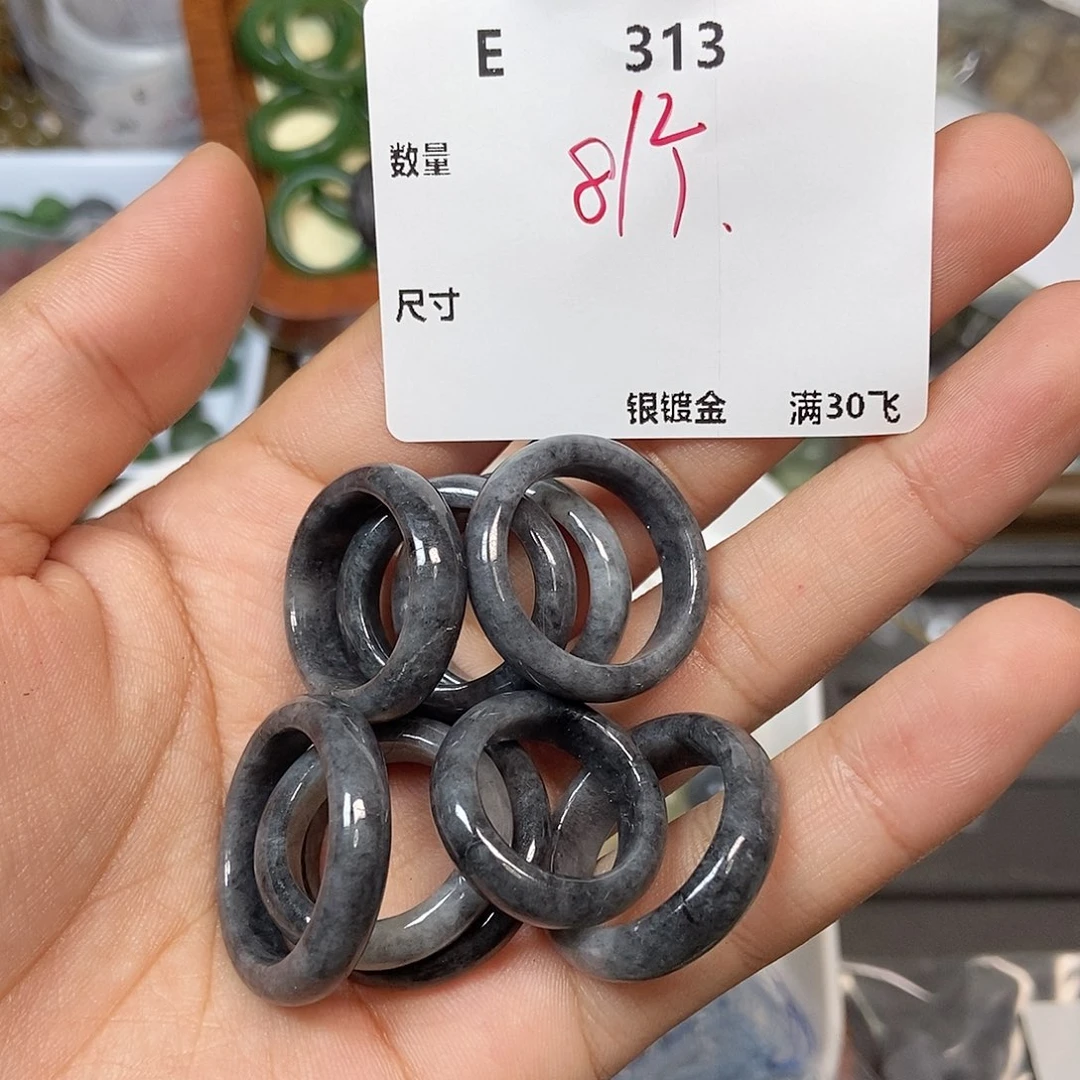 E 313
数量 8/个.
尺寸
银镀金 满30飞